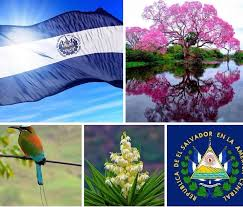 REPUBLICA DE EL SALVADOR EN LA AMERICA CENTRAL